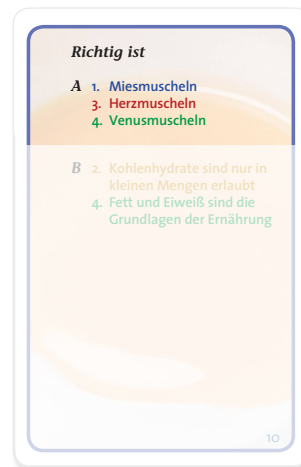 Richtig ist
A 1. Miesmuscheln
3. Herzmuscheln
4. Venusmuscheln
B 2. Kohlenhydrate sind nur in
kleinen Mengen erlaubt
4. Fett und Eiweiß sind die
Grundlagen der Ernährung
10